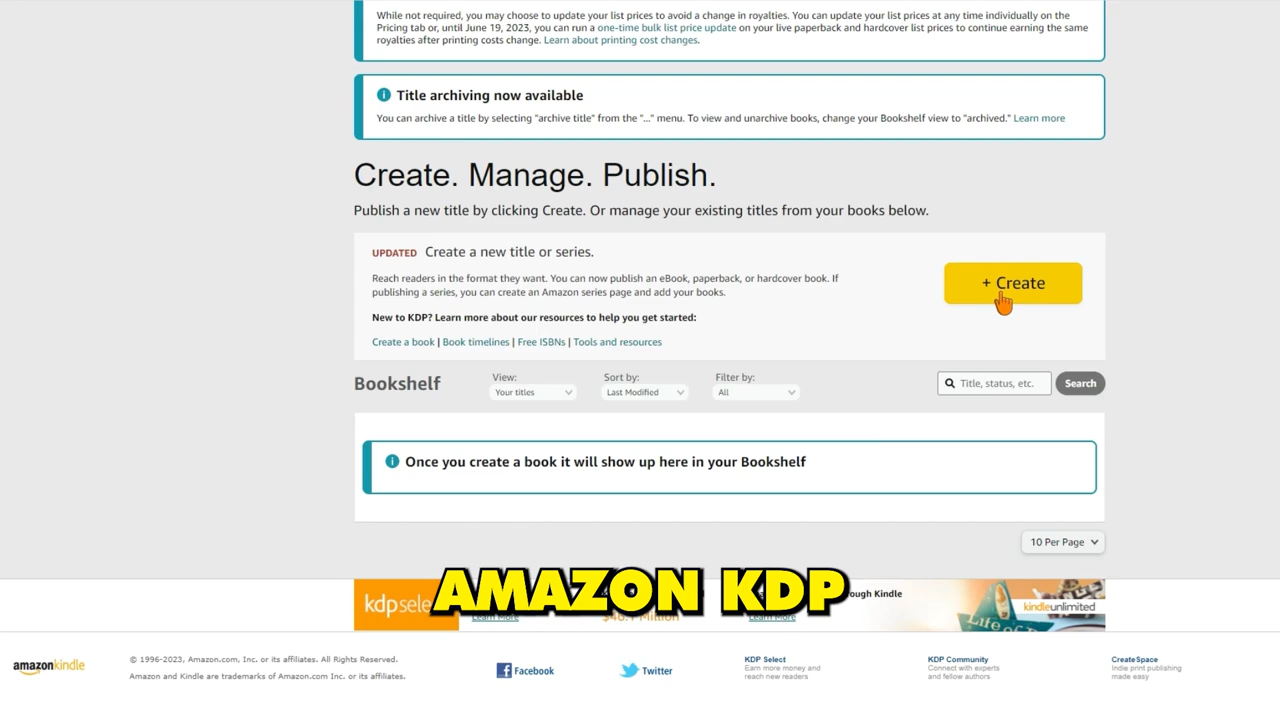 While not required, you may choose to update your list prices to avoid a change in royalties. You can update your list prices at any time individually on the
Pricing tab or, until June 19, 2023, you can run a one-time bulk list price update on your live paperback and hardcover list prices to continue earning the same
royalties after printing costs change. Learn about printing cost changes.
Title archiving now available
You can archive a title by selecting "archive title" from the "..." menu. To view and unarchive books, change your Bookshelf view to "archived." Learn more
Create. Manage. Publish.
Publish a new title by clicking Create. Or manage your existing titles from your books below.
UPDATED Create a new title or series.
Reach readers in the format they want. You can now publish an eBook, paperback, or hardcover book. If
publishing a series, you can create an Amazon series page and add your books.
+ Create
New to KDP? Learn more about our resources to help you get started:
Create a book | Book timelines | Free ISBNs | Tools and resources
Bookshelf
View:
Your titles
Sort by:
Last Modified
Filter by:
All
Title, status, etc.
Search
Once you create a book it will show up here in your Bookshelf
10 Per Page
AMAZON KDP
kdp
ough Kindle
Learn More
Learn More
Life of
kindleunlimited
amazonkindle
© 1996-2023, Amazon.com, Inc. or its affiliates. All Rights Reserved.
Amazon and Kindle are trademarks of Amazon.com Inc. or its affiliates.
Facebook
Twitter
KDP Select
Earn more money and
reach new readers
KDP Community
Connect with experts
and fellow authors
CreateSpace
Indie print publishing
made easy